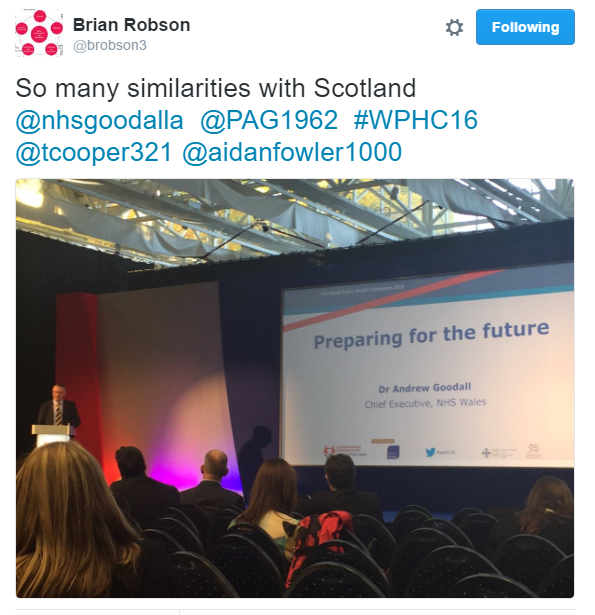 Brian Robson
@brobson3
Following
So many similarities with Scotland
@nhsgoodalla @PAG1962 #WPHC16
@tcooper321 @aidanfowler1000
Preparing for the future
Dr Andrew Goodall
Chief Executive, NHS Wales